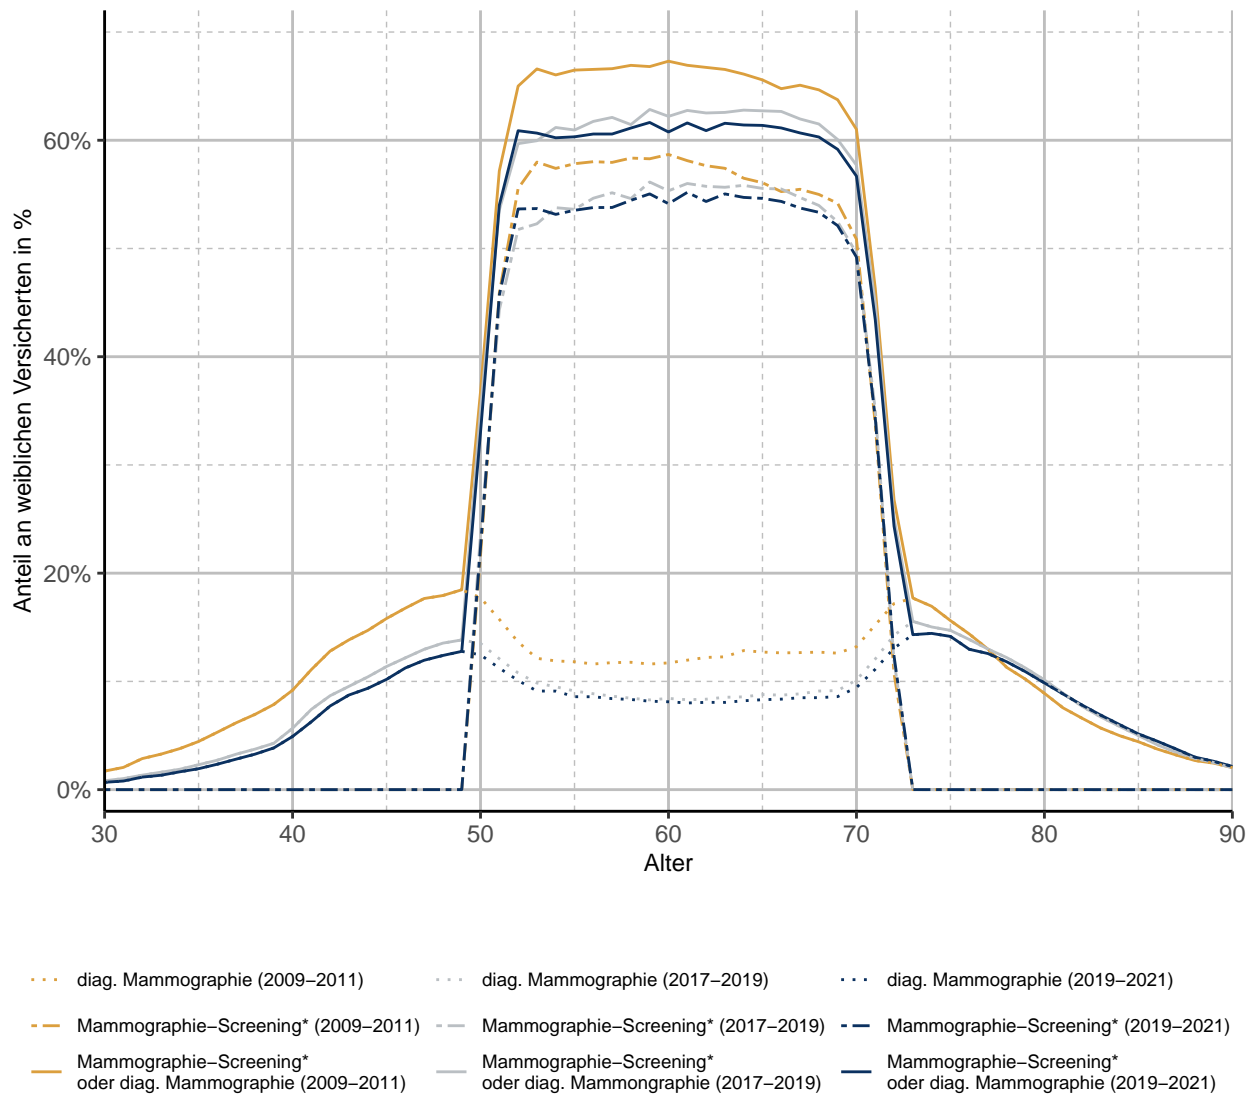 Anteil an weiblichen Versicherten in %
60%
40%
20%
0%
30 40 50 60 70 80 90
Alter
diag. Mammographie (2009–2011)
diag. Mammographie (2017–2019)
diag. Mammographie (2019–2021)
Mammographie–Screening* (2009–2011)
Mammographie–Screening* (2017–2019)
Mammographie–Screening* (2019–2021)
Mammographie–Screening*
oder diag. Mammographie (2009–2011)
Mammographie–Screening*
oder diag. Mammongraphie (2017–2019)
Mammographie–Screening*
oder diag. Mammographie (2019–2021)